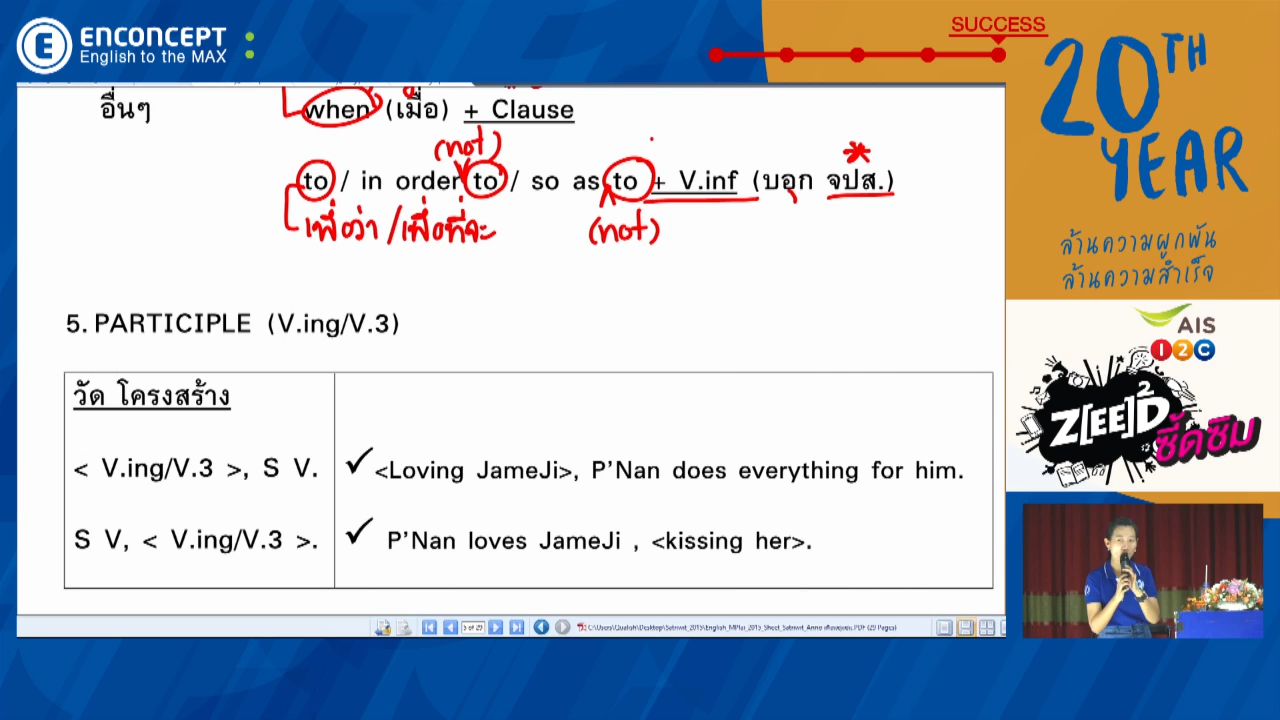 ENCONCEPT
English to the MAX
SUCCESS
20TH
YEAR
ล้านความผูกพัน
ล้านความสำเร็จ
อื่นๆ when (เมื่อ) + Clause
(not)
to / in order to / so as to + V.inf (บอก จปส.)
เพื่อว่า / เพื่อที่จะ (not)
5. PARTICIPLE (V.ing/V.3)
วัด โครงสร้าง
< V.ing/V.3 >, S V. ✓<Loving JameJi>, P'Nan does everything for him.
S V, < V.ing/V.3 >. ✓ P'Nan loves JameJi , <kissing her>.
AIS
I2C
Z[EE]D2
ซี้ดซิม